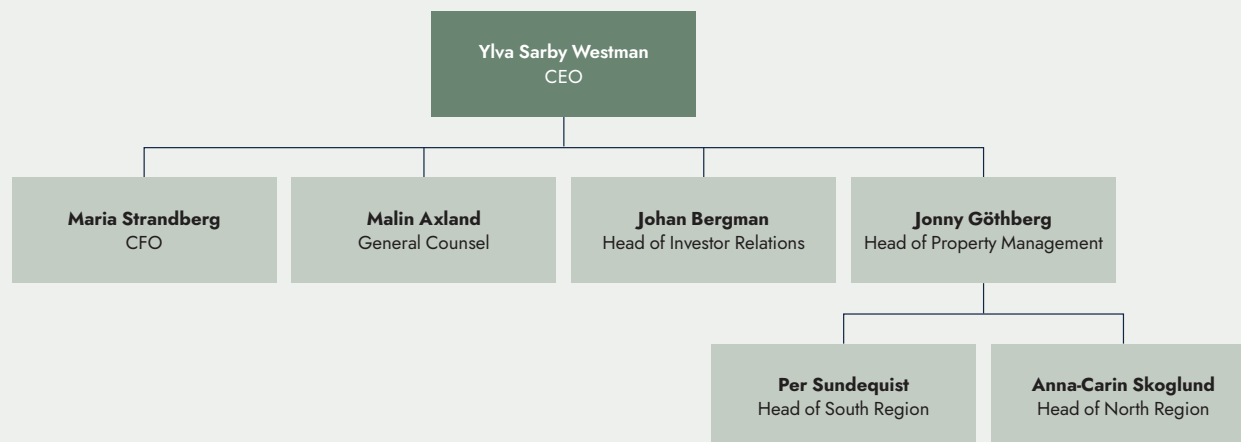 Ylva Sarby Westman
CEO
Maria Strandberg
CFO
Malin Axland
General Counsel
Johan Bergman
Head of Investor Relations
Jonny Göthberg
Head of Property Management
Per Sundequist
Head of South Region
Anna-Carin Skoglund
Head of North Region